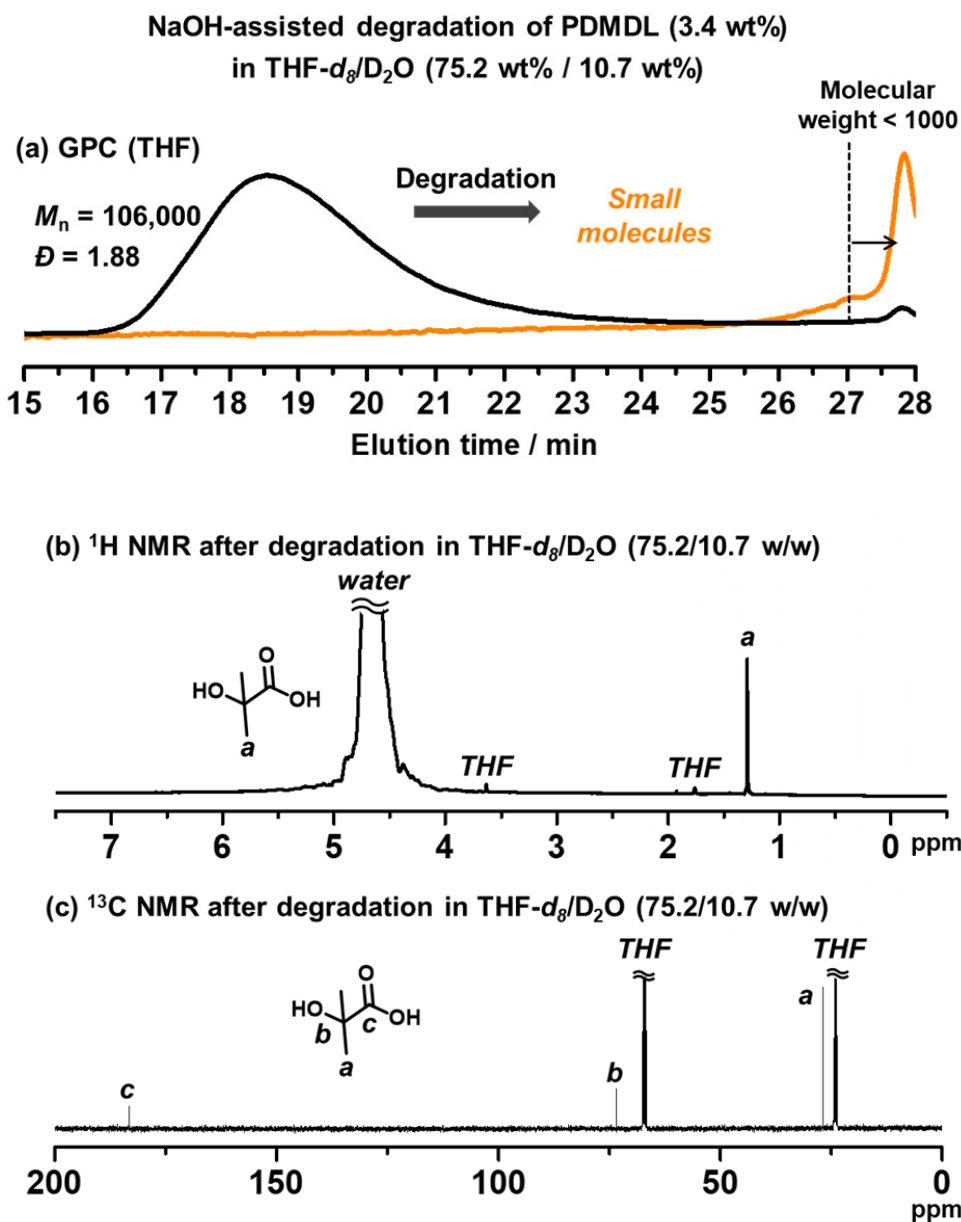 NaOH-assisted degradation of PDMDL (3.4 wt%)
in THF-d₈/D₂O (75.2 wt% / 10.7 wt%)
Molecular
weight < 1000
(a) GPC (THF)
Degradation
Small
molecules
Mₙ = 106,000
Đ = 1.88
15 16 17 18 19 20 21 22 23 24 25 26 27 28
Elution time / min
(b) ¹H NMR after degradation in THF-d₈/D₂O (75.2/10.7 w/w)
water
a
O
HO
OH
a
THF
THF
7 6 5 4 3 2 1 0 ppm
(c) ¹³C NMR after degradation in THF-d₈/D₂O (75.2/10.7 w/w)
THF
THF
a
O
HO
OH
b
c
a
c
b
200 150 100 50 0
ppm